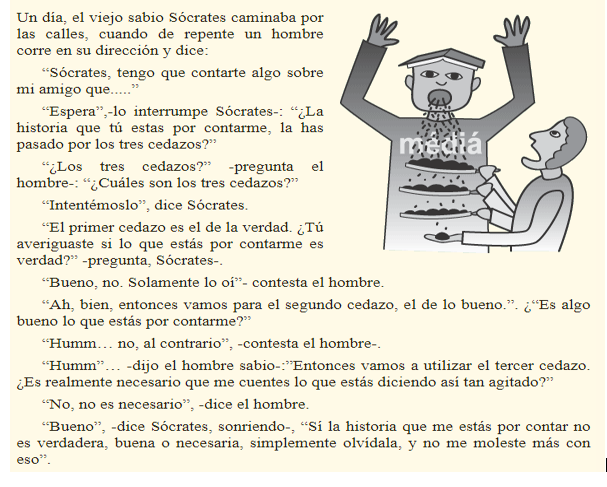 Un día, el viejo sabio Sócrates caminaba por
las calles, cuando de repente un hombre
corre en su dirección y dice:
“Sócrates, tengo que contarte algo sobre
mi amigo que.....”
“Espera”,-lo interrumpe Sócrates-: “¿La
historia que tú estas por contarme, la has
pasado por los tres cedazos?”
“¿Los tres cedazos?” -pregunta el
hombre-: “¿Cuáles son los tres cedazos?”
“Intentémoslo”, dice Sócrates.
“El primer cedazo es el de la verdad. ¿Tú
averiguaste si lo que estás por contarme es
verdad?” -pregunta, Sócrates-.
“Bueno, no. Solamente lo oí”- contesta el hombre.
“Ah, bien, entonces vamos para el segundo cedazo, el de lo bueno.”. ¿“Es algo
bueno lo que estás por contarme?”
“Humm… no, al contrario”, -contesta el hombre-.
“Humm”… -dijo el hombre sabio-:”Entonces vamos a utilizar el tercer cedazo.
¿Es realmente necesario que me cuentes lo que estás diciendo así tan agitado?”
“No, no es necesario”, -dice el hombre.
“Bueno”, -dice Sócrates, sonriendo-, “Sí la historia que me estás por contar no
es verdadera, buena o necesaria, simplemente olvídala, y no me moleste más con
eso”.
mediá